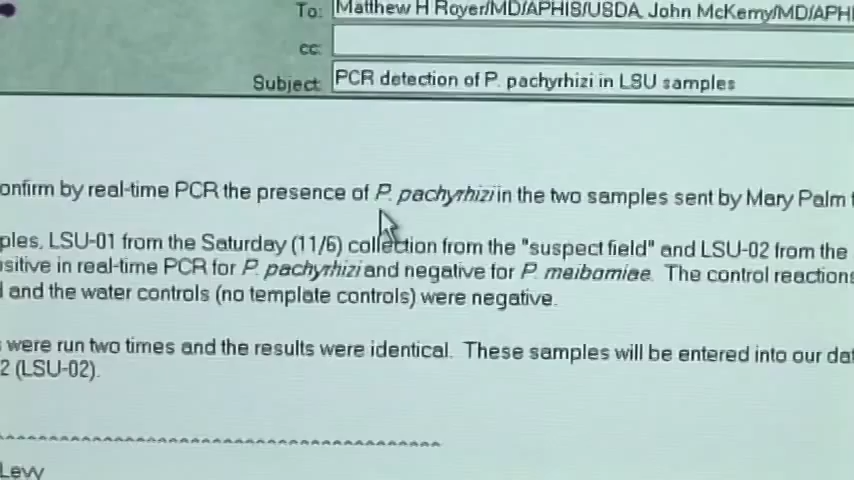 To: Matthew H Royer/MD/APHIS/USDA, John McKemy/MD/APHI
cc:
Subject: PCR detection of P. pachyrhizi in LSU samples
onfirm by real-time PCR the presence of P. pachyrhizi in the two samples sent by Mary Palm
ples, LSU-01 from the Saturday (11/6) collection from the "suspect field" and LSU-02 from the
sitive in real-time PCR for P. pachyrhizi and negative for P. meibomiae. The control reactions
and the water controls (no template controls) were negative.
were run two times and the results were identical. These samples will be entered into our dat
2 (LSU-02).
^^^^^^^^^^^^^^^^^^^^^^^^^^^^^^^^^^^^^^^^^^^^^^^^
Levy